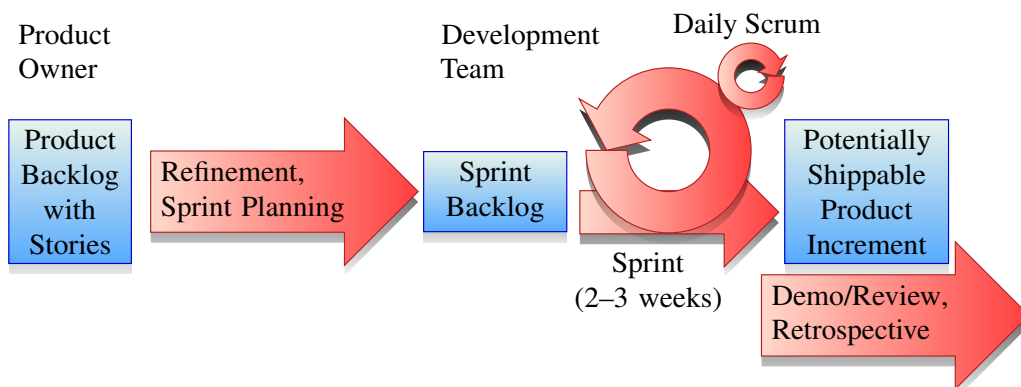 Product
Owner
Product
Backlog
with
Stories
Refinement,
Sprint Planning
Development
Team
Sprint
Backlog
Daily Scrum
Sprint
(2–3 weeks)
Potentially
Shippable
Product
Increment
Demo/Review,
Retrospective